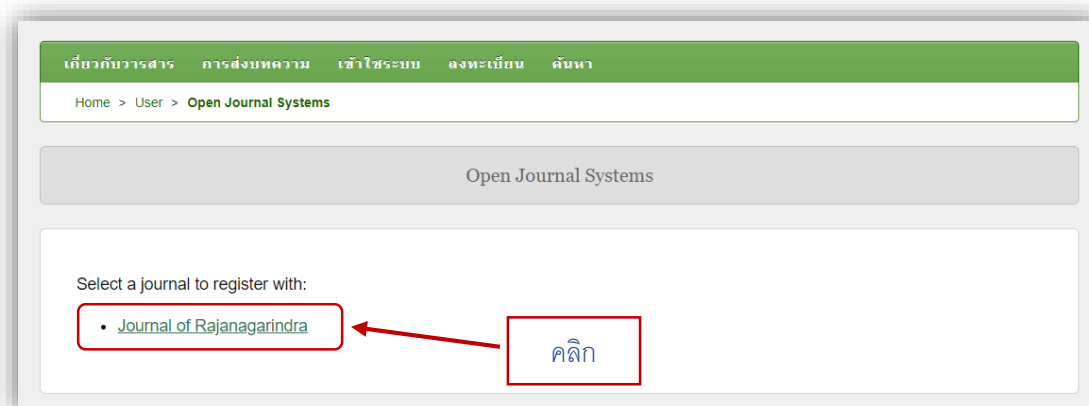 เกี่ยวกับวารสาร การส่งบทความ เข้าใช้ระบบ ลงทะเบียน ค้นหา
Home > User > Open Journal Systems
Open Journal Systems
Select a journal to register with:
• Journal of Rajanagarindra
คลิก